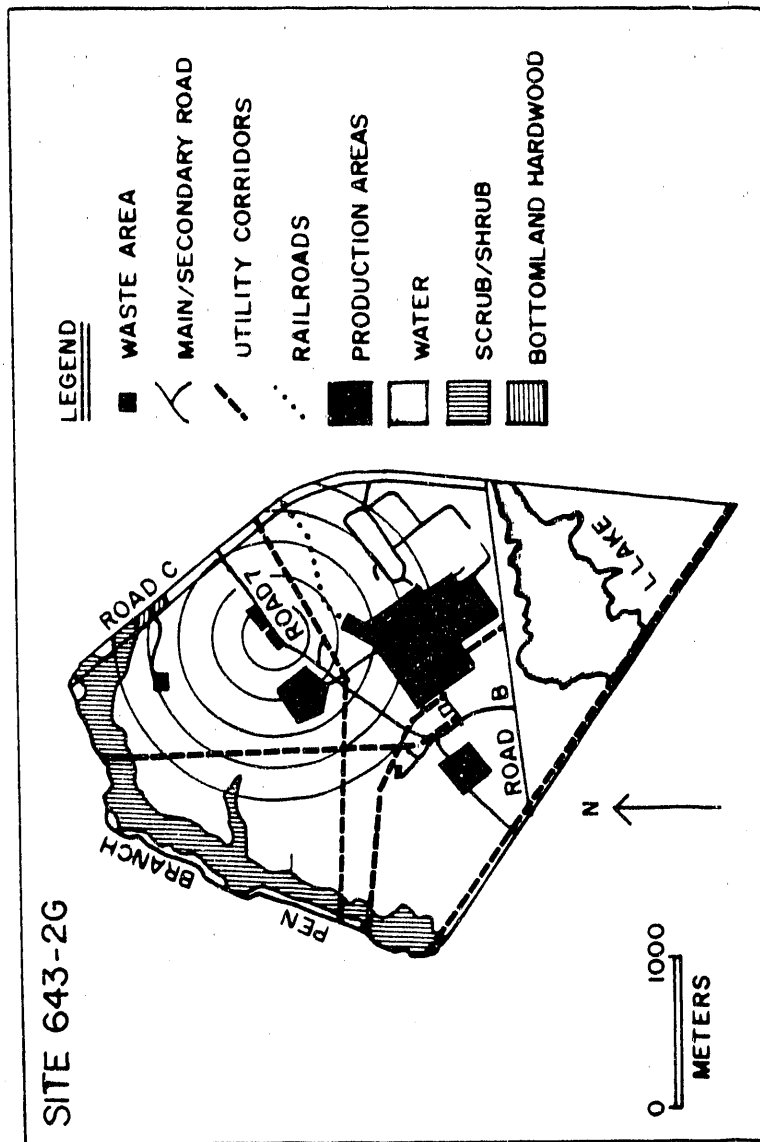 SITE 643-2G
LEGEND
WASTE AREA
MAIN/SECONDARY ROAD
UTILITY CORRIDORS
RAILROADS
PRODUCTION AREAS
WATER
SCRUB/SHRUB
BOTTOMLAND HARDWOOD
ROAD C
ROAD 7
BRANCH
PEN
ROAD
B
L LAKE
N
0
1000
METERS